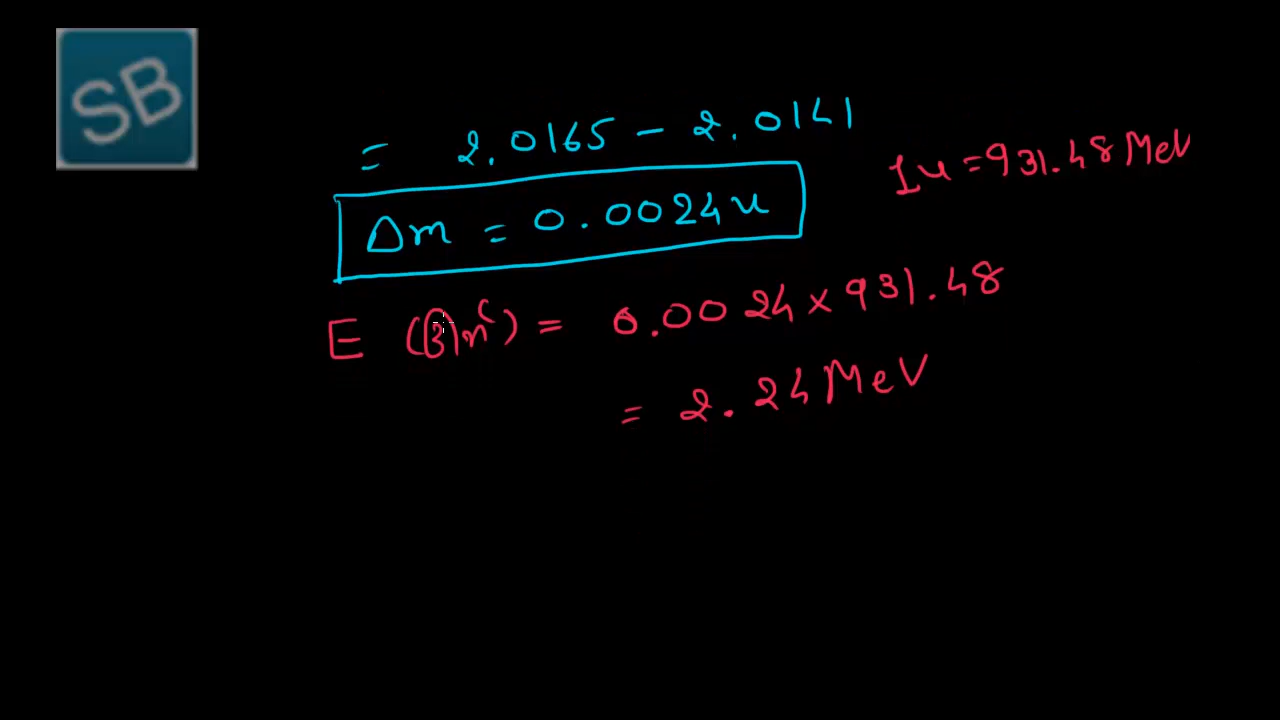 SB
= 2.0165 - 2.0141
1u = 931.48 MeV
Δm = 0.0024u
E (Binᶜ) = 0.0024 × 931.48
= 2.24 MeV